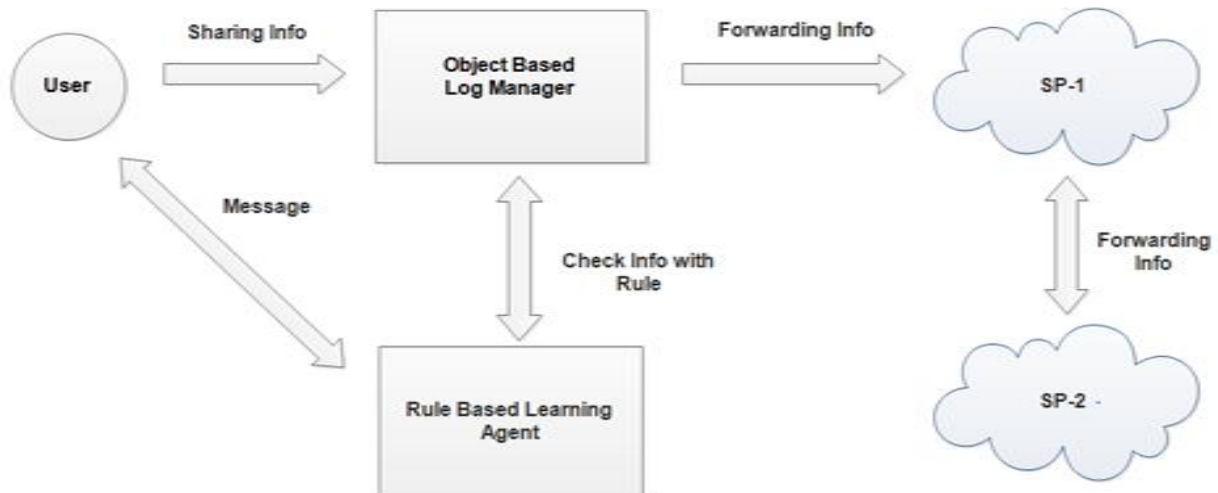 Sharing Info
Forwarding Info
User
Object Based
Log Manager
SP-1
Message
Check Info with
Rule
Forwarding
Info
Rule Based Learning
Agent
SP-2